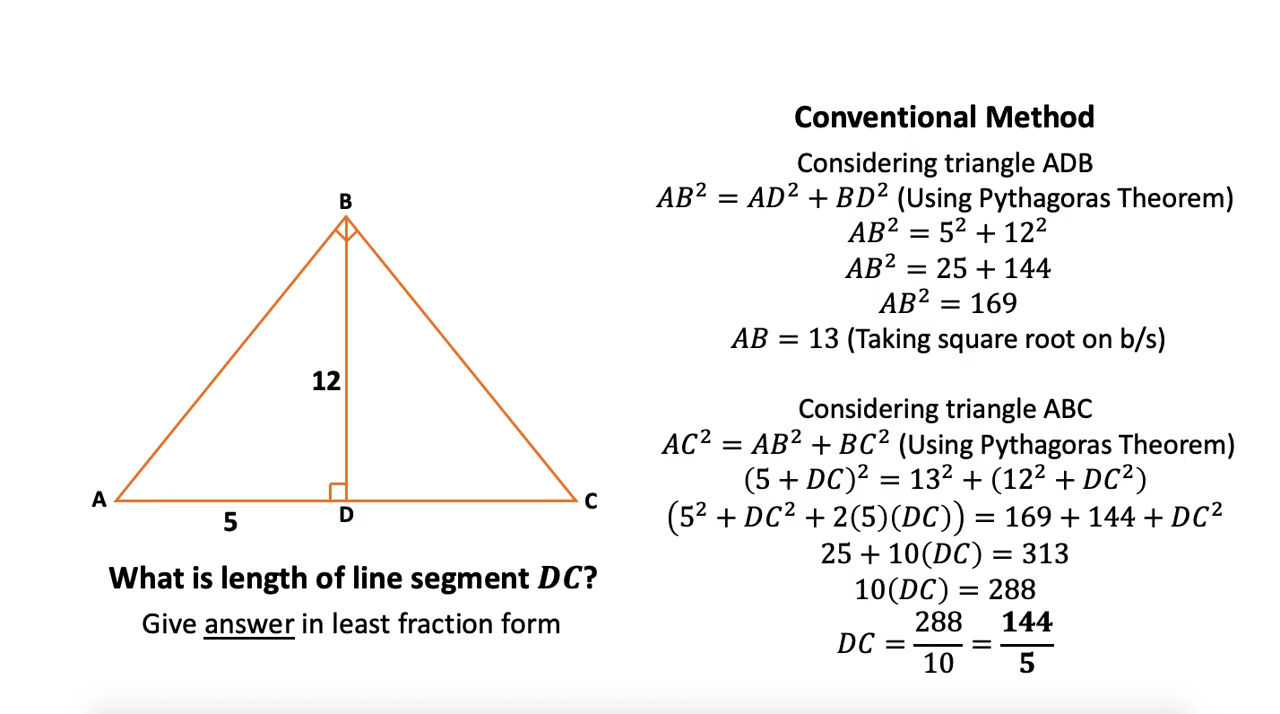 B
12
A
C
5
D
What is length of line segment DC?
Give answer in least fraction form
Conventional Method
Considering triangle ADB
AB² = AD² + BD² (Using Pythagoras Theorem)
AB² = 5² + 12²
AB² = 25 + 144
AB² = 169
AB = 13 (Taking square root on b/s)
Considering triangle ABC
AC² = AB² + BC² (Using Pythagoras Theorem)
(5 + DC)² = 13² + (12² + DC²)
(5² + DC² + 2(5)(DC)) = 169 + 144 + DC²
25 + 10(DC) = 313
10(DC) = 288
DC = 288/10 = 144/5